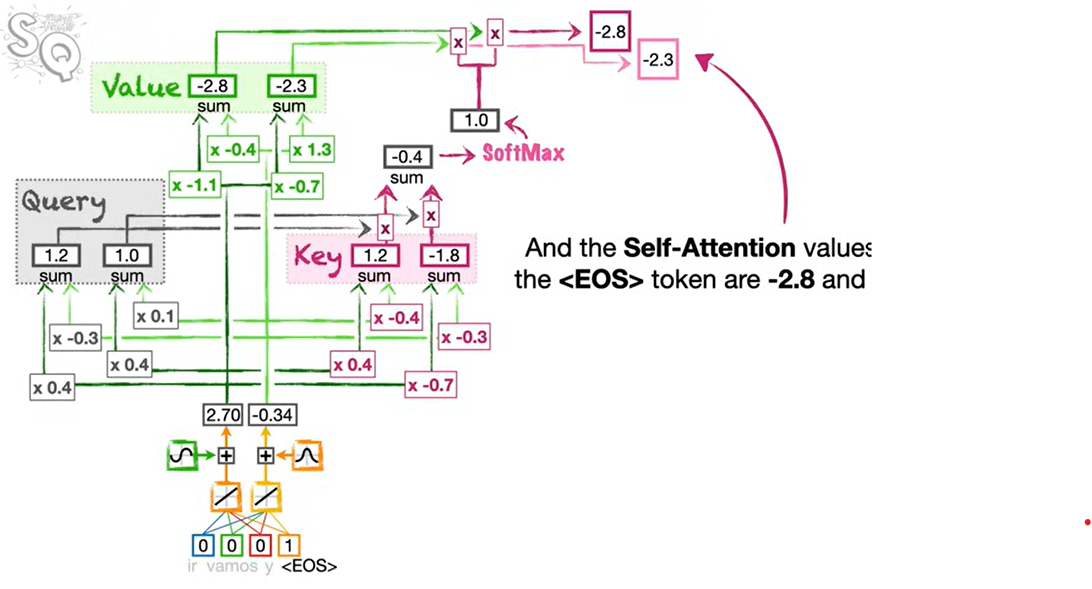 SQ
-2.8
x
x
-2.3
Value
-2.8
-2.3
sum
sum
1.0
x -0.4
x 1.3
-0.4
SoftMax
sum
x -1.1
x -0.7
Query
x
x
And the Self-Attention values
1.2
1.0
Key
1.2
-1.8
sum
sum
sum
sum
the <EOS> token are -2.8 and
x 0.1
x -0.4
x -0.3
x -0.3
x 0.4
x 0.4
x 0.4
x -0.7
2.70
-0.34
+
+
0
0
0
1
ir vamos y <EOS>